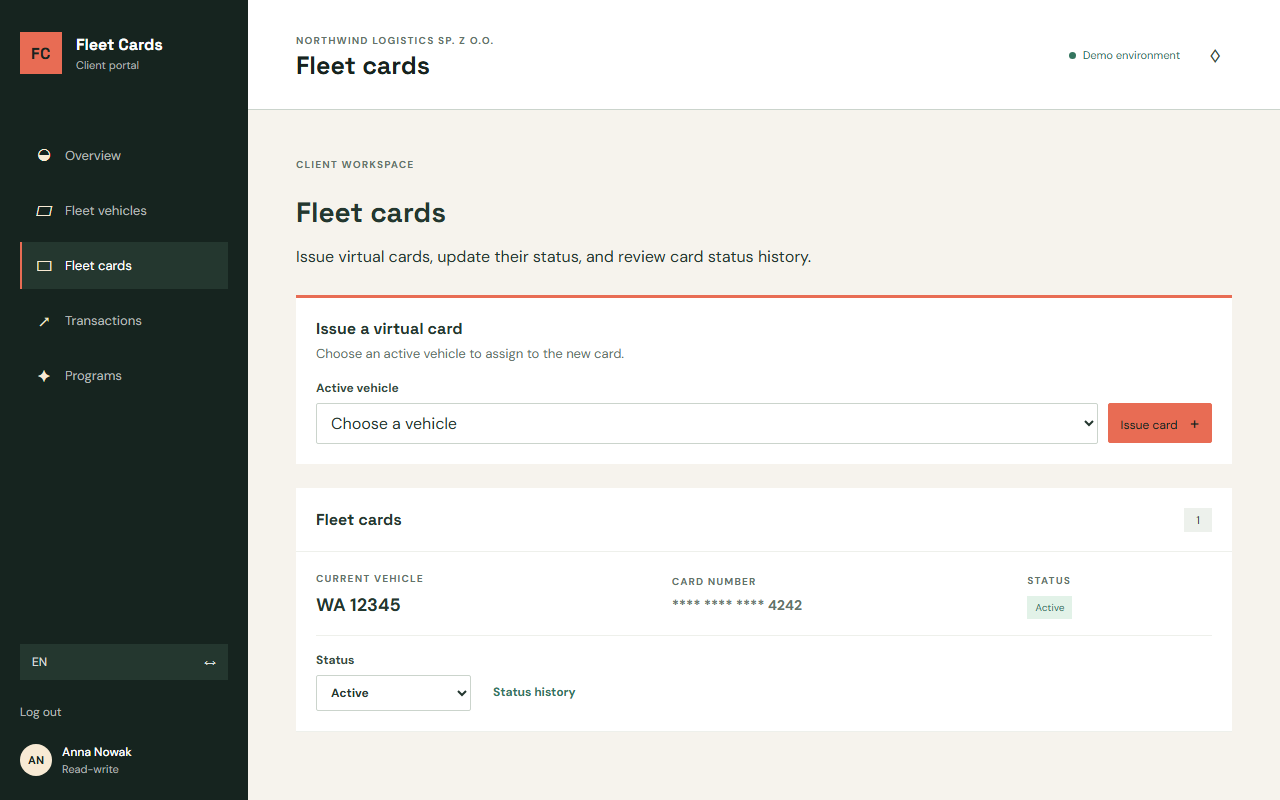 FC
Fleet Cards
Client portal
Overview
Fleet vehicles
Fleet cards
Transactions
Programs
EN
Log out
AN
Anna Nowak
Read-write
NORTHWIND LOGISTICS SP. Z O.O.
Fleet cards
Demo environment
CLIENT WORKSPACE
Fleet cards
Issue virtual cards, update their status, and review card status history.
Issue a virtual card
Choose an active vehicle to assign to the new card.
Active vehicle
Choose a vehicle
Issue card +
Fleet cards
1
CURRENT VEHICLE
WA 12345
CARD NUMBER
**** **** **** 4242
STATUS
Active
Status
Active
Status history